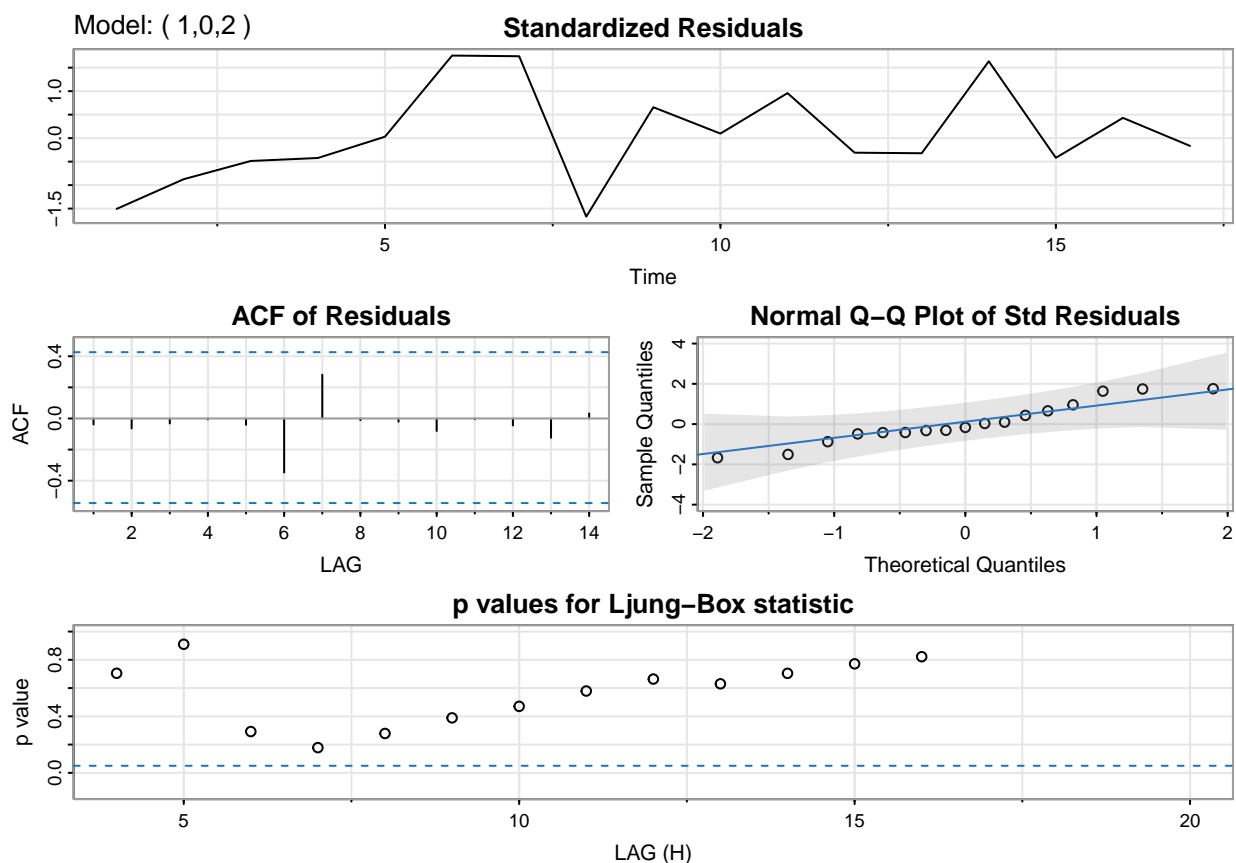 Model: ( 1,0,2 )
Standardized Residuals
1.0
0.0
−1.5
5
10
15
Time
ACF of Residuals
0.4
0.0
−0.4
ACF
2
4
6
8
10
12
14
LAG
Normal Q−Q Plot of Std Residuals
4
2
0
−2
−4
Sample Quantiles
−2
−1
0
1
2
Theoretical Quantiles
p values for Ljung−Box statistic
0.8
0.4
0.0
p value
5
10
15
20
LAG (H)